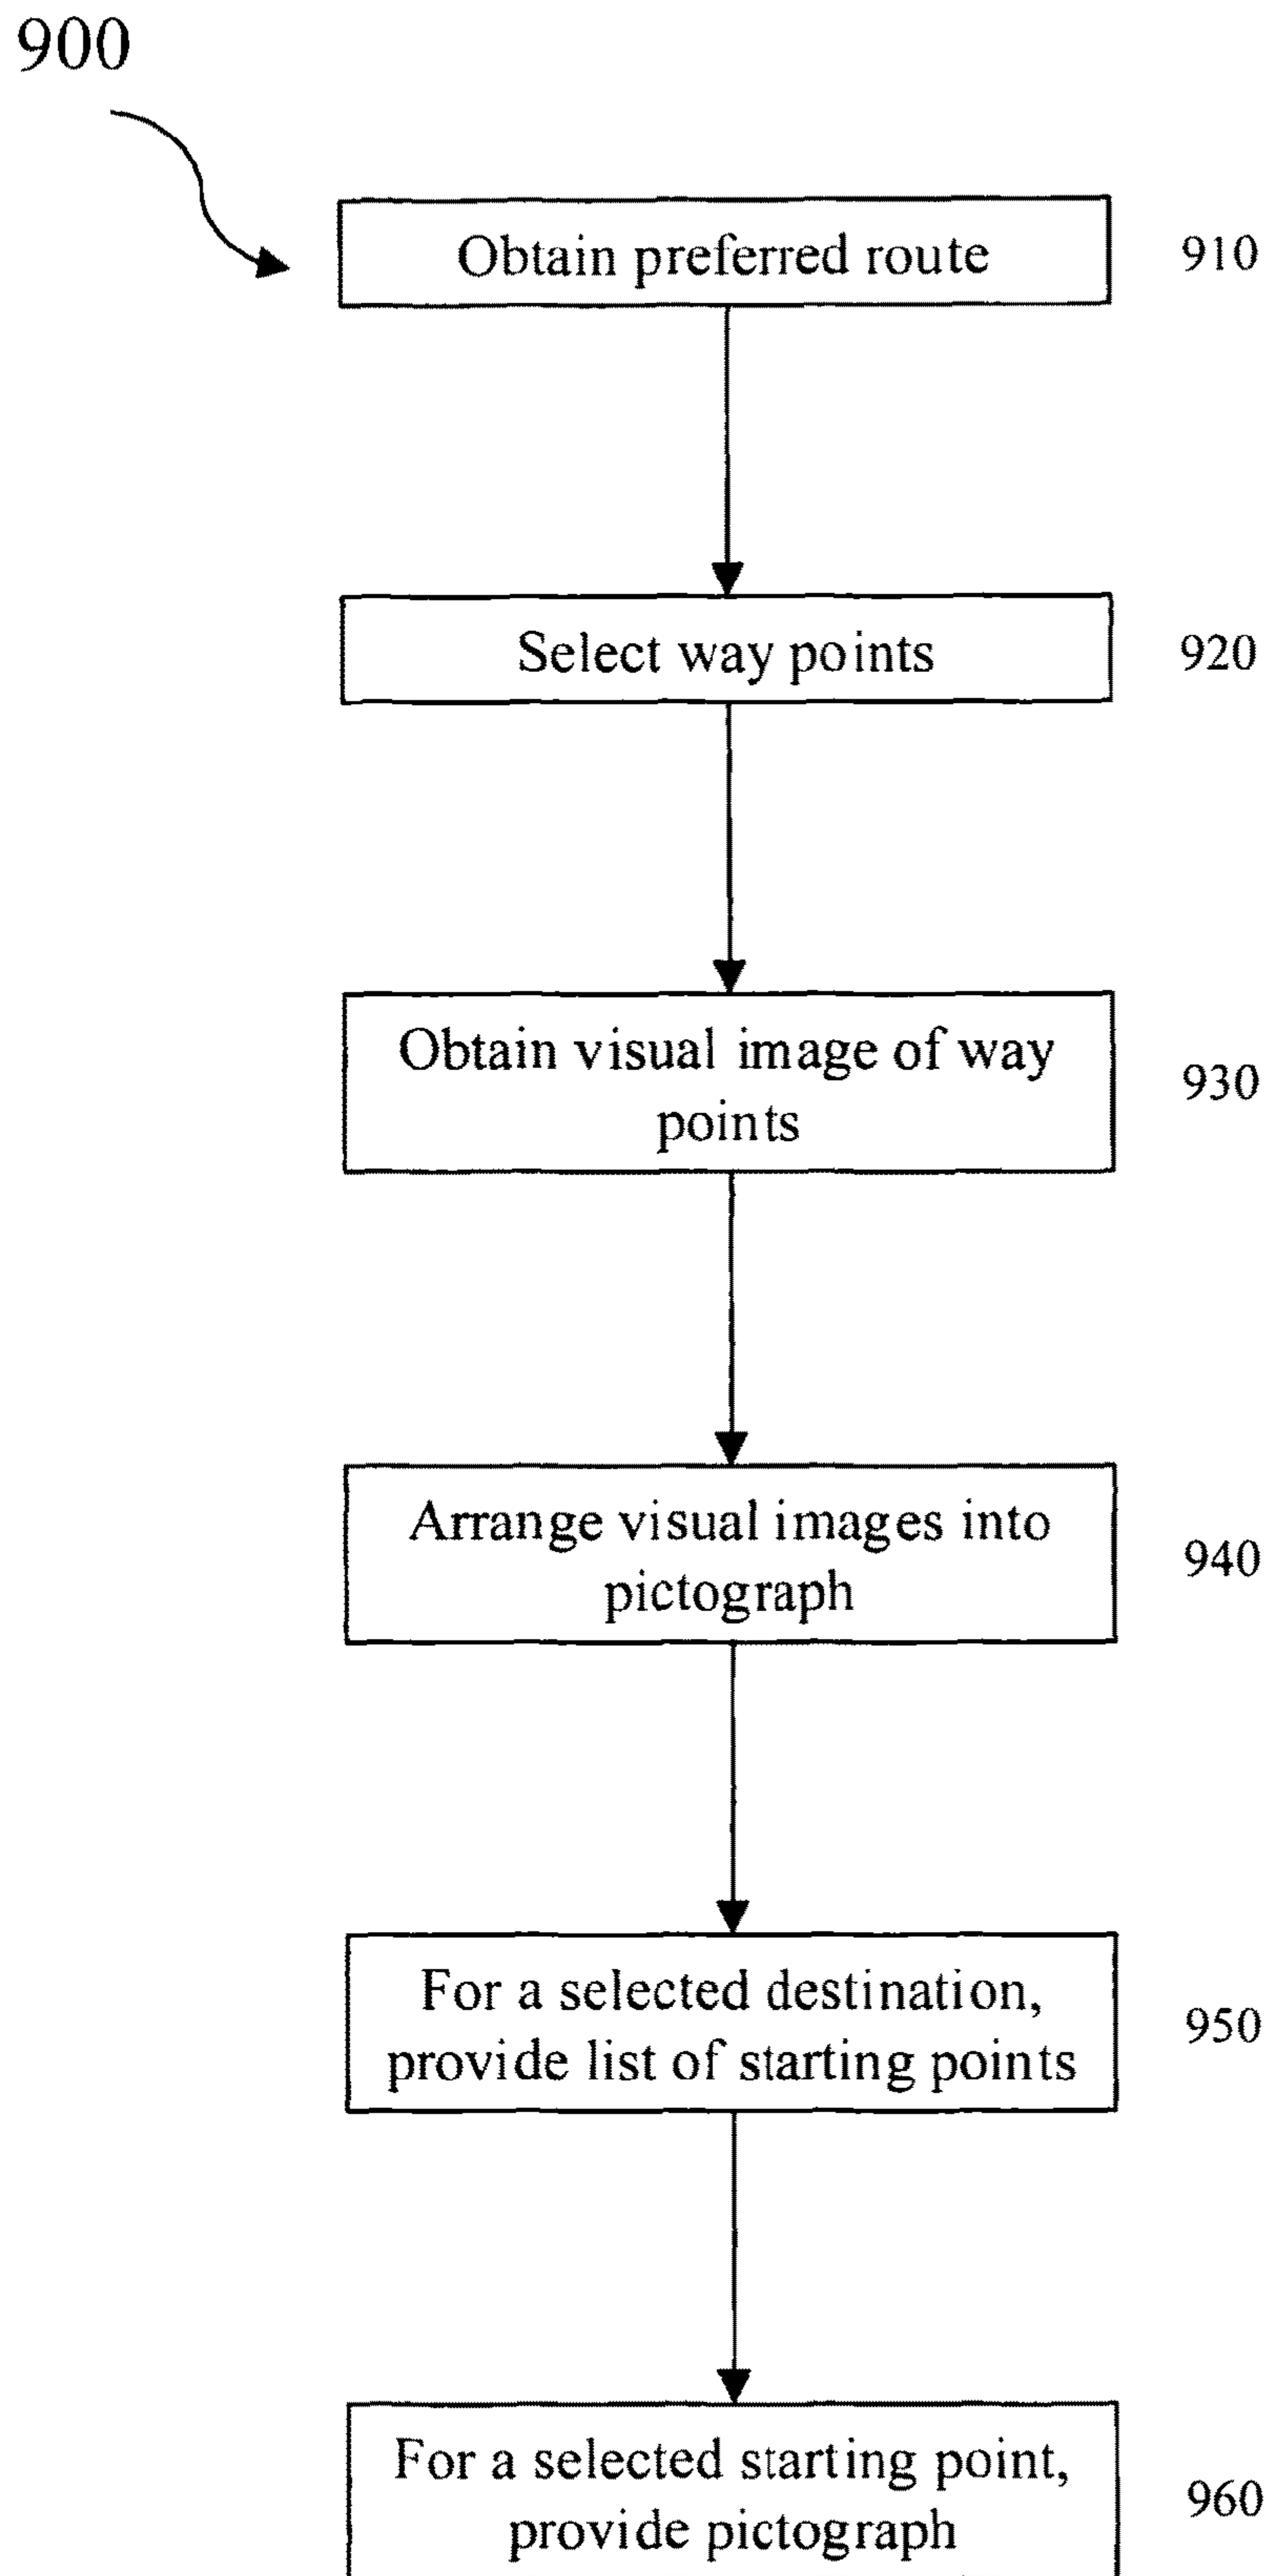 900
Obtain preferred route
910
Select way points
920
Obtain visual image of way
points
930
Arrange visual images into
pictograph
940
For a selected destination,
provide list of starting points
950
For a selected starting point,
provide pictograph
960